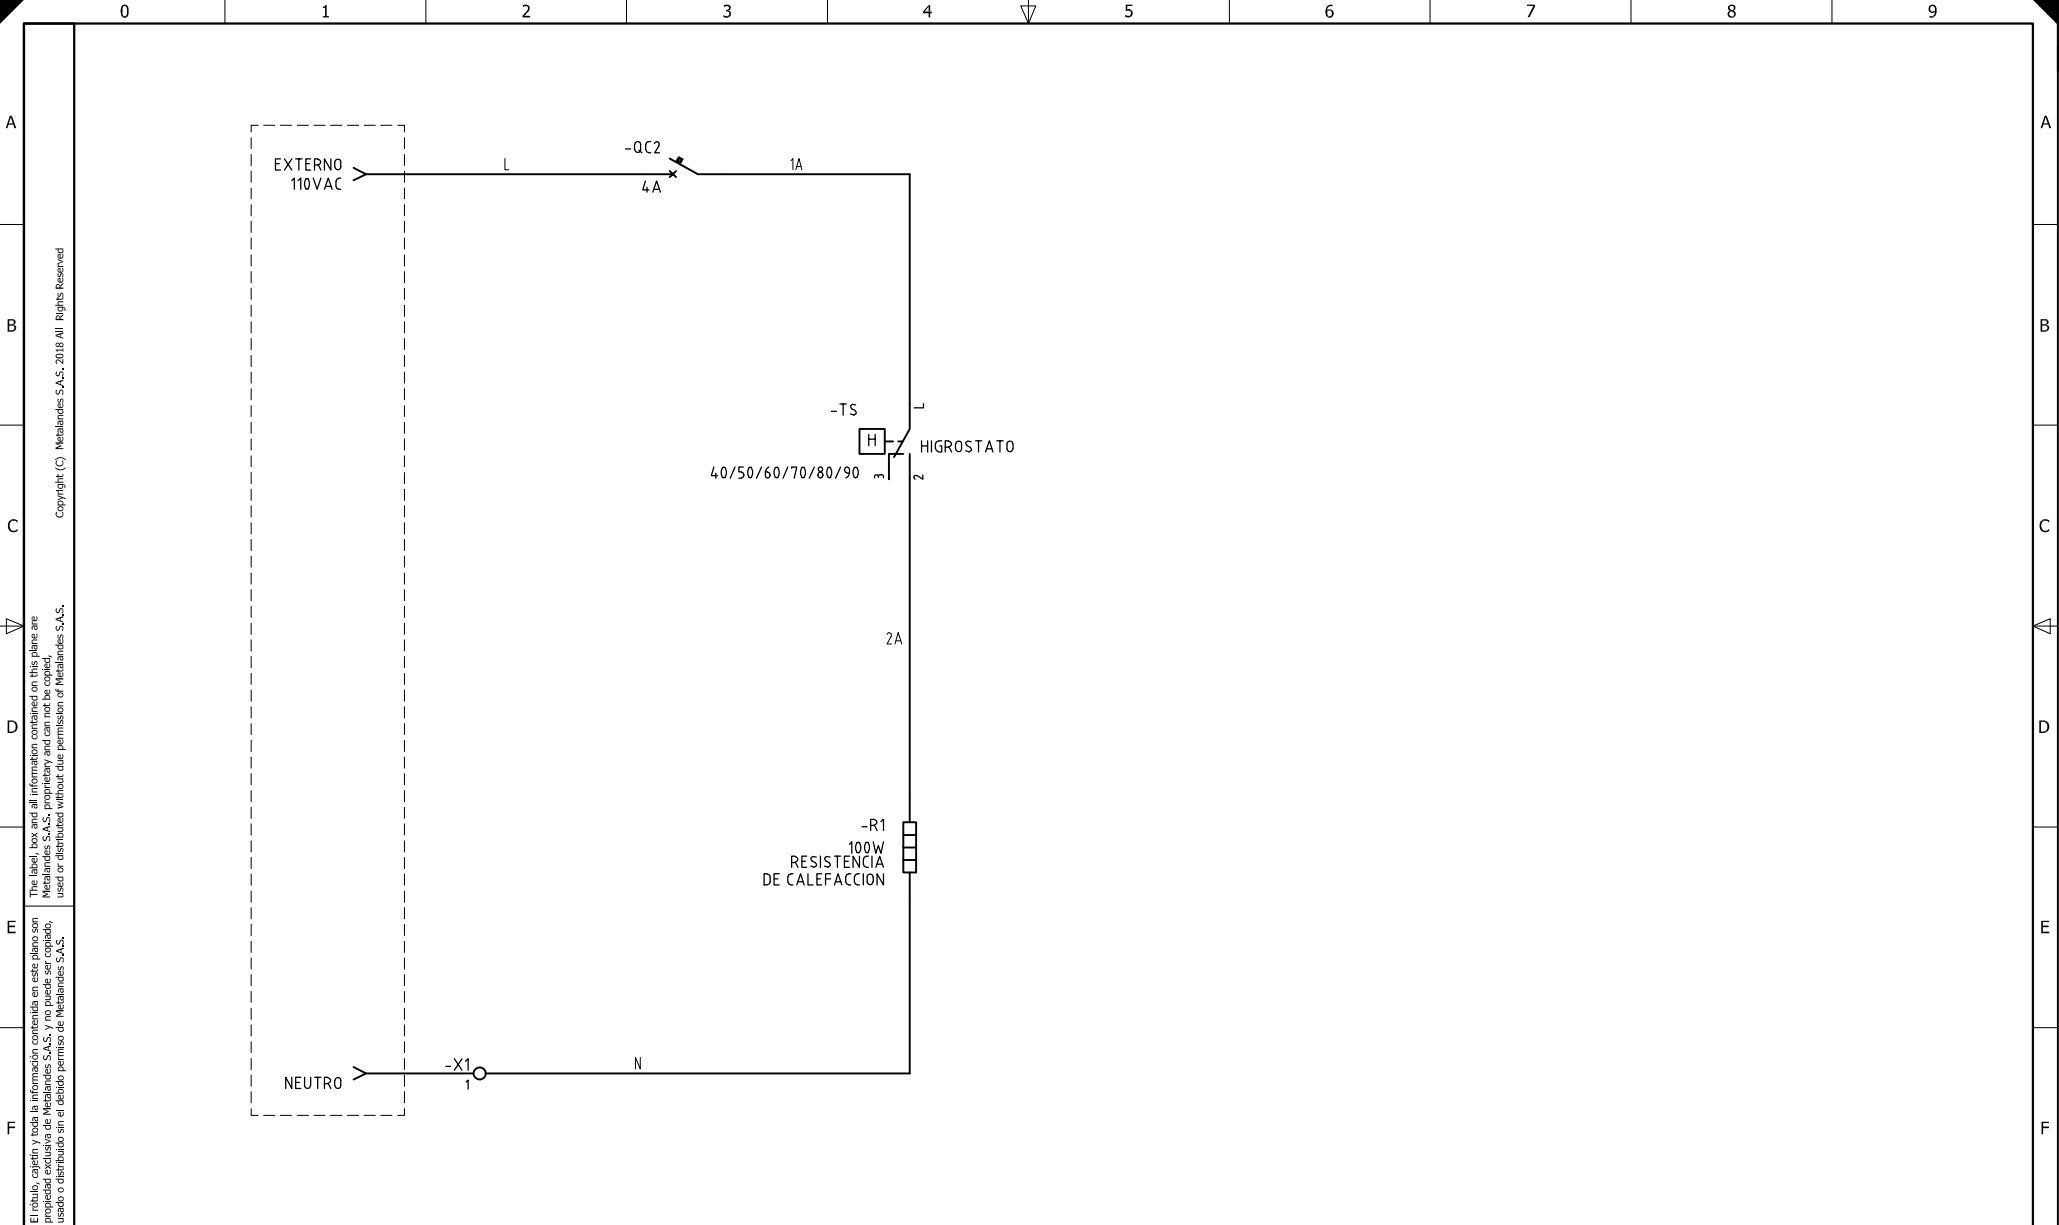 0 1 2 3 4 5 6 7 8 9
A A
B B
C C
D D
E E
F F
EXTERNO
110VAC
L
-QC2
4A
1A
-TS
L
H
HIGROSTATO
40/50/60/70/80/90
3
2
2A
-R1
100W
RESISTENCIA
DE CALEFACCION
NEUTRO
-X1
1
N
Copyright (C) Metalandes S.A.S. 2018 All Rights Reserved
The label, box and all information contained on this plane are
Metalandes S.A.S. proprietary and can not be copied,
used or distributed without due permission of Metalandes S.A.S.
El rótulo, cajetín y toda la información contenida en este plano son
propiedad exclusiva de Metalandes S.A.S. y no puede ser copiado,
usado o distribuido sin el debido permiso de Metalandes S.A.S.